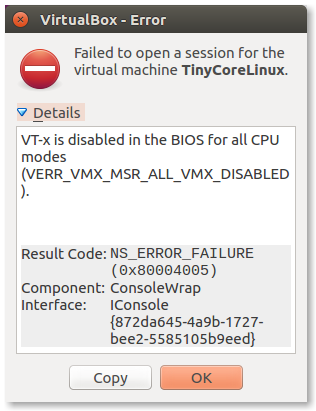 VirtualBox - Error
Failed to open a session for the
virtual machine TinyCoreLinux.
Details
VT-x is disabled in the BIOS for all CPU
modes
(VERR_VMX_MSR_ALL_VMX_DISABLED
).
Result Code: NS_ERROR_FAILURE
(0x80004005)
Component: ConsoleWrap
Interface: IConsole
{872da645-4a9b-1727-
bee2-5585105b9eed}
Copy OK